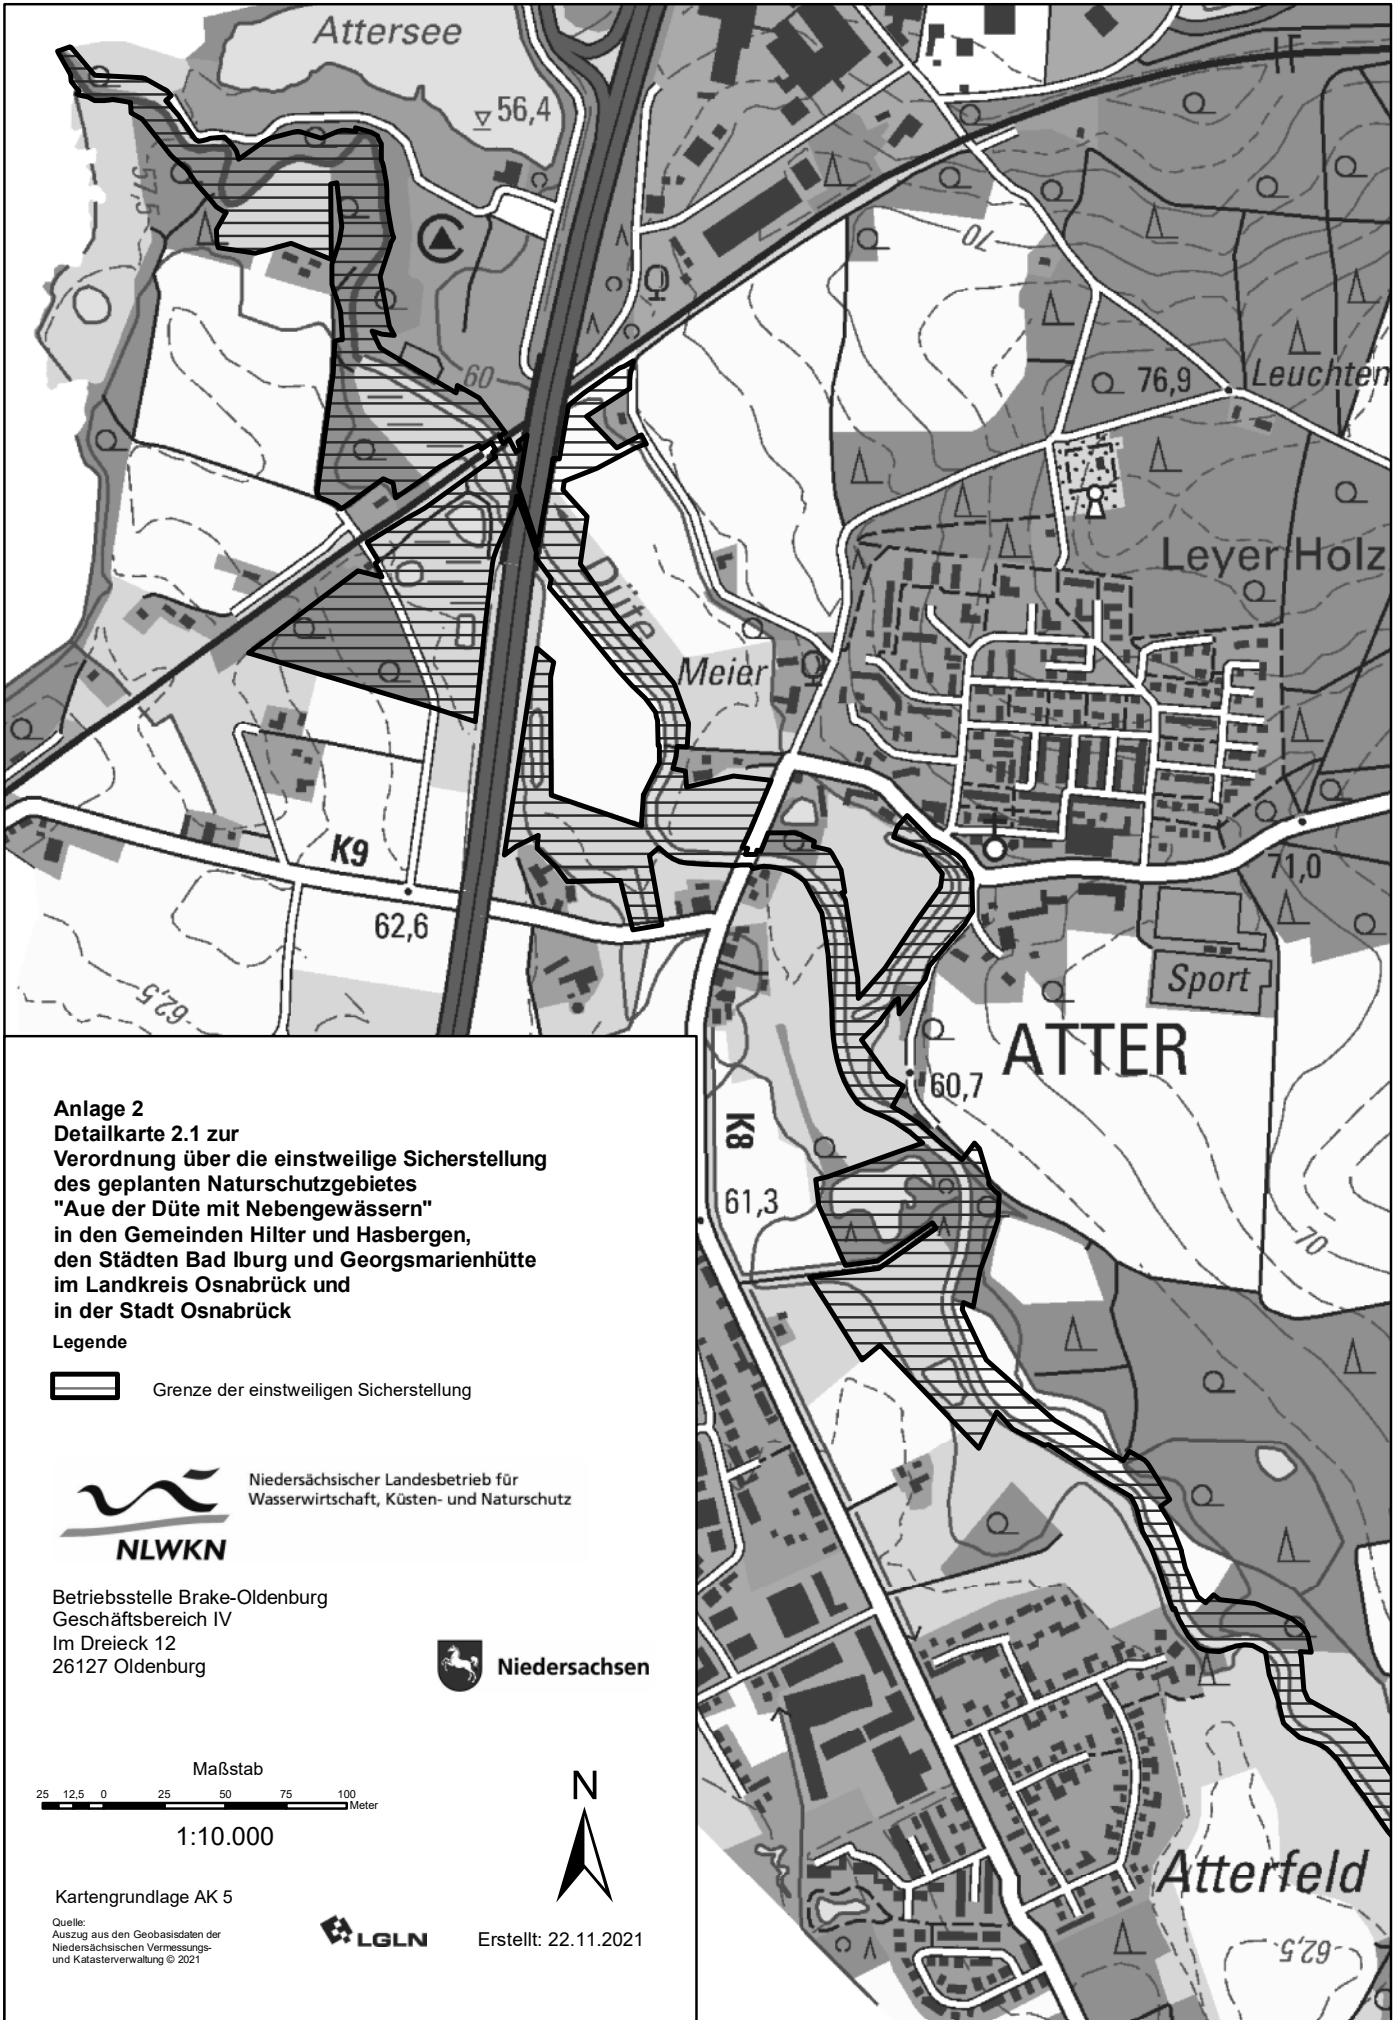 Attersee
56,4
57,5
70
60
76,9
Leuchten
Leyer Holz
Düte
Meier
K9
62,6
71,0
62,5
Sport
ATTER
60,7
K8
61,3
70
Atterfeld
62,5
Anlage 2
Detailkarte 2.1 zur
Verordnung über die einstweilige Sicherstellung
des geplanten Naturschutzgebietes
"Aue der Düte mit Nebengewässern"
in den Gemeinden Hilter und Hasbergen,
den Städten Bad Iburg und Georgsmarienhütte
im Landkreis Osnabrück und
in der Stadt Osnabrück
Legende
Grenze der einstweiligen Sicherstellung
Niedersächsischer Landesbetrieb für
Wasserwirtschaft, Küsten- und Naturschutz
NLWKN
Betriebsstelle Brake-Oldenburg
Geschäftsbereich IV
Im Dreieck 12
26127 Oldenburg
Niedersachsen
Maßstab
25 12,5 0 25 50 75 100
Meter
1:10.000
N
Kartengrundlage AK 5
Quelle:
Auszug aus den Geobasisdaten der
Niedersächsischen Vermessungs-
und Katasterverwaltung © 2021
LGLN
Erstellt: 22.11.2021